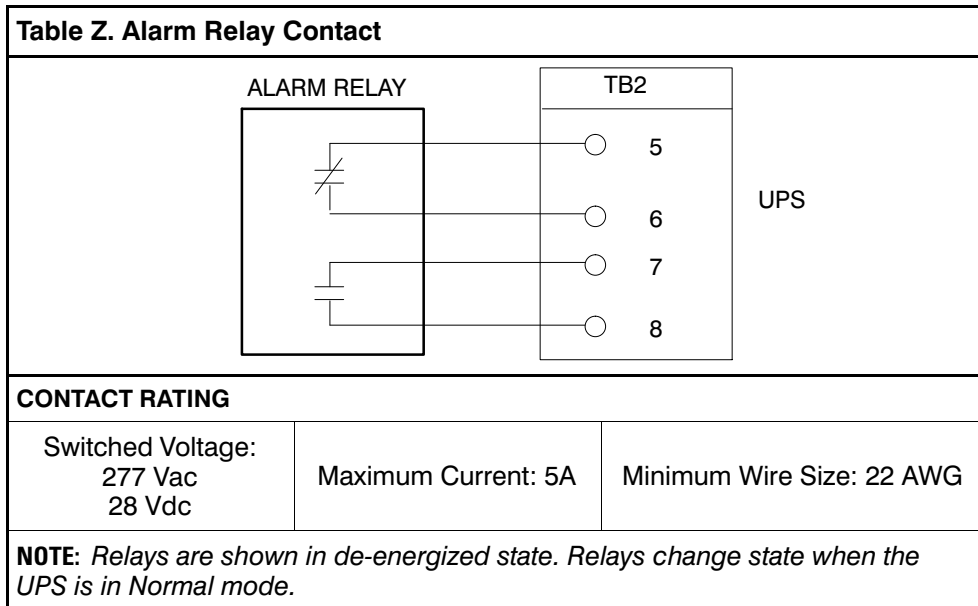 Table Z. Alarm Relay Contact
ALARM RELAY
TB2
5
6
7
8
UPS
CONTACT RATING
Switched Voltage:
277 Vac
28 Vdc
Maximum Current: 5A
Minimum Wire Size: 22 AWG
NOTE: Relays are shown in de-energized state. Relays change state when the
UPS is in Normal mode.